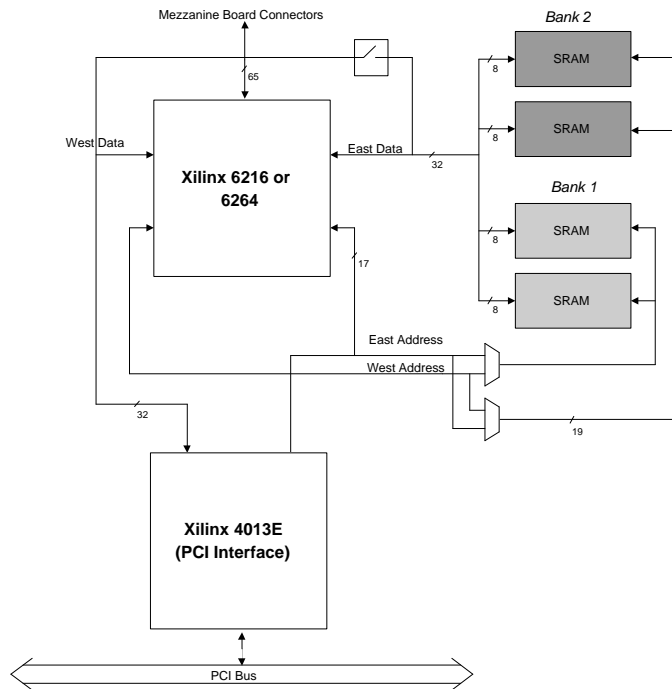 Mezzanine Board Connectors
Bank 2
65
8
SRAM
8
SRAM
West Data
East Data
32
Xilinx 6216 or
6264
Bank 1
8
SRAM
17
8
SRAM
East Address
West Address
32
19
Xilinx 4013E
(PCI Interface)
PCI Bus